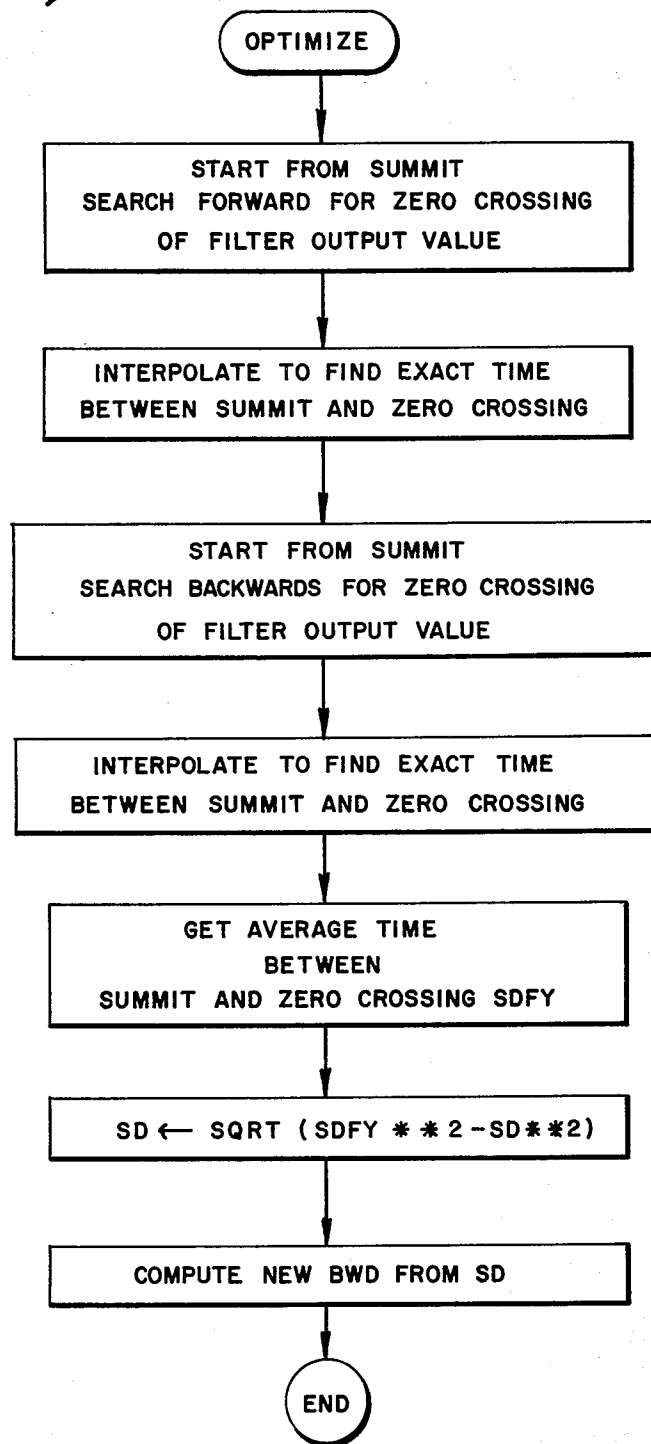 OPTIMIZE
START FROM SUMMIT
SEARCH FORWARD FOR ZERO CROSSING
OF FILTER OUTPUT VALUE
INTERPOLATE TO FIND EXACT TIME
BETWEEN SUMMIT AND ZERO CROSSING
START FROM SUMMIT
SEARCH BACKWARDS FOR ZERO CROSSING
OF FILTER OUTPUT VALUE
INTERPOLATE TO FIND EXACT TIME
BETWEEN SUMMIT AND ZERO CROSSING
GET AVERAGE TIME
BETWEEN
SUMMIT AND ZERO CROSSING SDFY
SD ← SQRT (SDFY * * 2-SD**2)
COMPUTE NEW BWD FROM SD
END